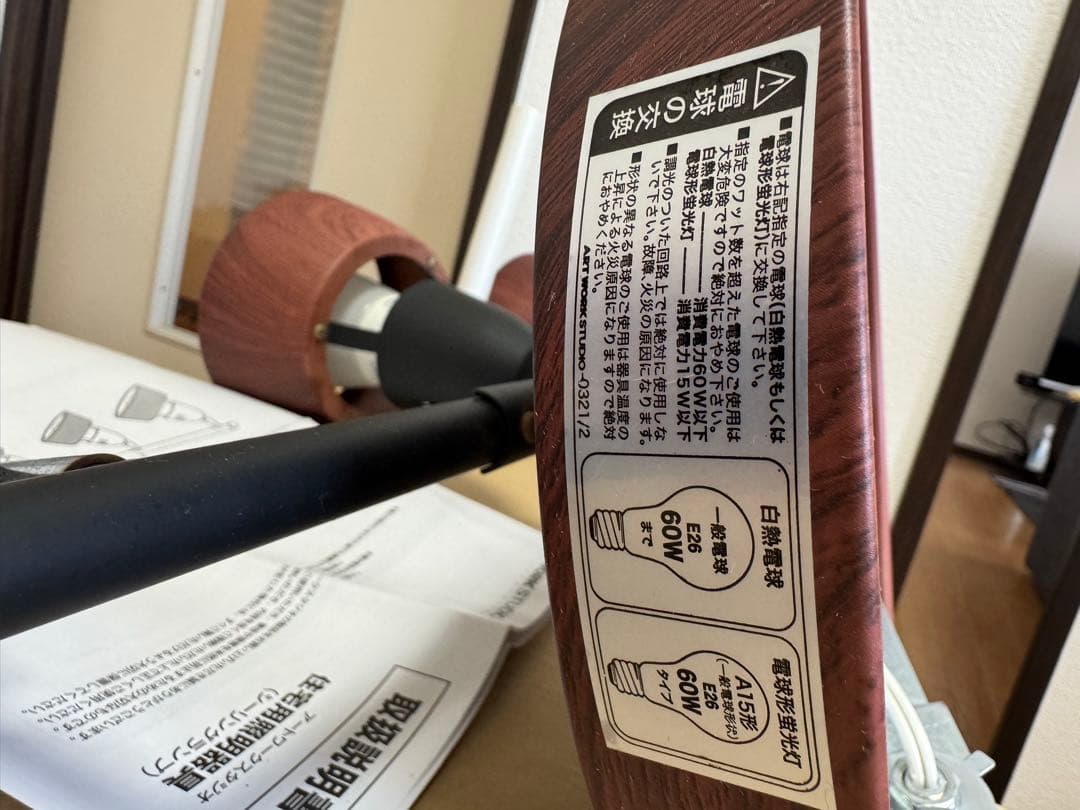 ⚠電球の交換
■電球は右記指定の電球(白熱電球もしくは
電球形蛍光灯)に交換して下さい。
■指定のワット数を超えた電球のご使用は
大変危険ですので絶対におやめ下さい。
白熱電球――――消費電力60W以下
電球形蛍光灯――消費電力15W以下
■調光のついた回路上では絶対に使用しな
いで下さい。故障、火災の原因になります。
■形状の異なる電球のご使用は器具温度の
上昇による火災原因になりますので絶対
におやめください。
ART WORK STUDIO-0321/2
白熱電球
一般電球
E26
60W
まで
電球形蛍光灯
A15形
(一般電球形状)
E26
60W
タイプ
取扱説明書
住宅用照明器具
(シーリングランプ)
アートワークスタジオ